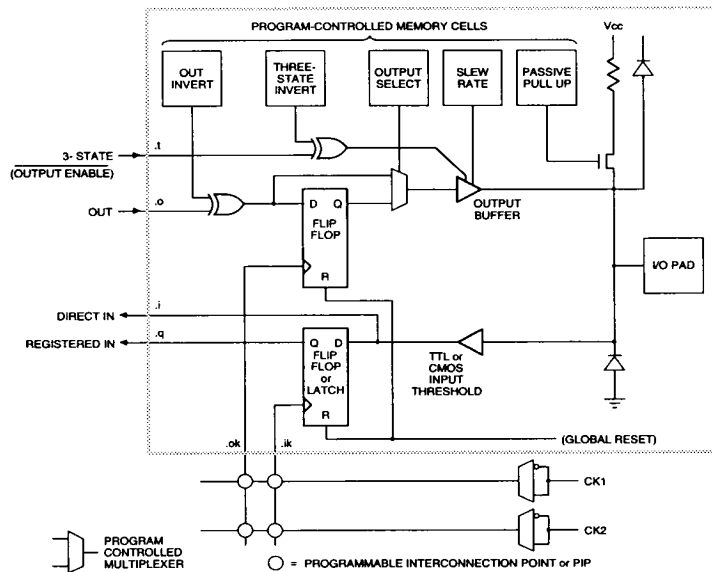 PROGRAM-CONTROLLED MEMORY CELLS
Vcc
OUT
INVERT
THREE-
STATE
INVERT
OUTPUT
SELECT
SLEW
RATE
PASSIVE
PULL UP
3- STATE
(OUTPUT ENABLE)
.t
OUT
.o
D Q
FLIP
FLOP
R
OUTPUT
BUFFER
I/O PAD
DIRECT IN
.i
REGISTERED IN
.q
Q D
FLIP
FLOP
or
LATCH
R
TTL or
CMOS
INPUT
THRESHOLD
.ok
.ik
(GLOBAL RESET)
CK1
CK2
PROGRAM
CONTROLLED
MULTIPLEXER
= PROGRAMMABLE INTERCONNECTION POINT or PIP